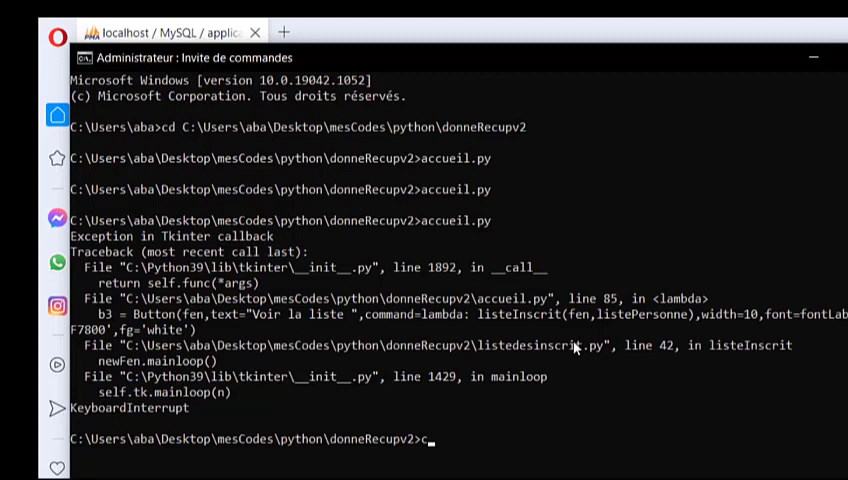 localhost / MySQL / applic
Administrateur : Invite de commandes
Microsoft Windows [version 10.0.19042.1052]
(c) Microsoft Corporation. Tous droits réservés.
C:\Users\aba>cd C:\Users\aba\Desktop\mesCodes\python\donneRecupv2
C:\Users\aba\Desktop\mesCodes\python\donneRecupv2>accueil.py
C:\Users\aba\Desktop\mesCodes\python\donneRecupv2>accueil.py
C:\Users\aba\Desktop\mesCodes\python\donneRecupv2>accueil.py
Exception in Tkinter callback
Traceback (most recent call last):
File "C:\Python39\lib\tkinter\__init__.py", line 1892, in __call__
return self.func(*args)
File "C:\Users\aba\Desktop\mesCodes\python\donneRecupv2\accueil.py", line 85, in <lambda>
b3 = Button(fen,text="Voir la liste ",command=lambda: listeInscrit(fen,listePersonne),width=10,font=fontLab
F7800',fg='white')
File "C:\Users\aba\Desktop\mesCodes\python\donneRecupv2\listedesinscrit.py", line 42, in listeInscrit
newFen.mainloop()
File "C:\Python39\lib\tkinter\__init__.py", line 1429, in mainloop
self.tk.mainloop(n)
KeyboardInterrupt
C:\Users\aba\Desktop\mesCodes\python\donneRecupv2>c